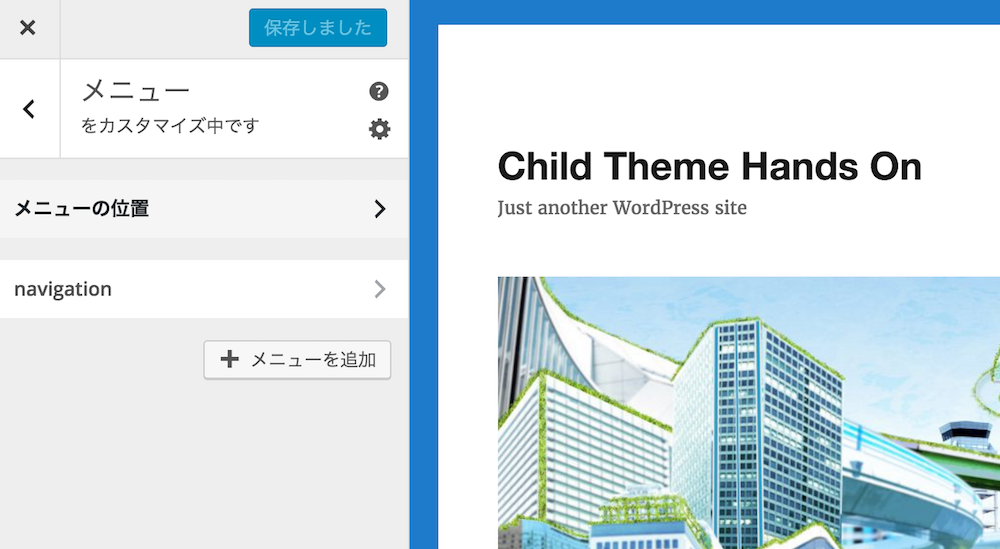 保存しました
メニュー
をカスタマイズ中です
メニューの位置
navigation
メニューを追加
Child Theme Hands On
Just another WordPress site